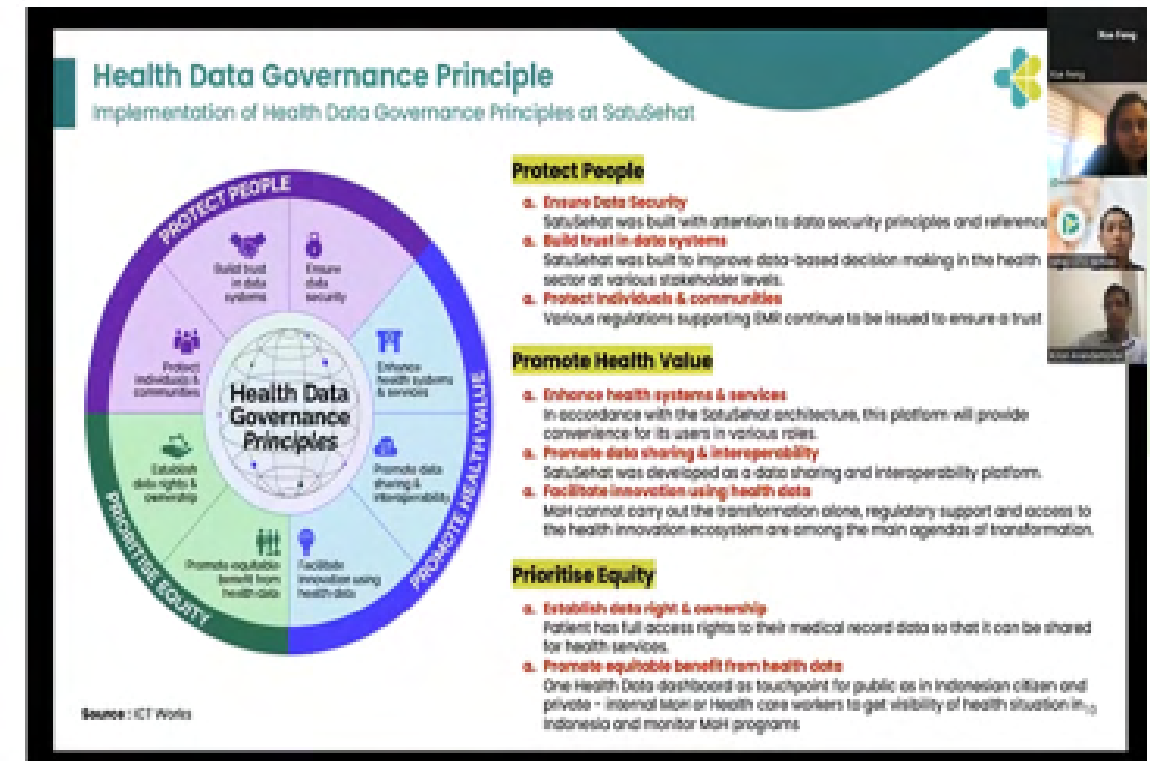 Health Data Governance Principle
Implementation of Health Data Governance Principles at SatuSehat
PROTECT PEOPLE
Build trust
in data
systems
Ensure
data
security
Protect
individuals &
communities
Enhance
health systems
& services
Health Data
Governance
Principles
Establish
data rights &
ownership
Promote data
sharing &
interoperability
Promote equitable
benefit from
health data
Facilitate
innovation using
health data
PRIORITISE EQUITY
PROMOTE HEALTH VALUE
Source : ICT Works
Protect People
a. Ensure Data Security
SatuSehat was built with attention to data security principles and reference
a. Build trust in data systems
SatuSehat was built to improve data-based decision making in the health
sector at various stakeholder levels.
a. Protect individuals & communities
Various regulations supporting EMR continue to be issued to ensure a trust
Promote Health Value
a. Enhance health systems & services
In accordance with the SatuSehat architecture, this platform will provide
convenience for its users in various roles.
a. Promote data sharing & interoperability
SatuSehat was developed as a data sharing and interoperability platform.
a. Facilitate innovation using health data
MoH cannot carry out the transformation alone, regulatory support and access to
the health innovation ecosystem are among the main agendas of transformation.
Prioritise Equity
a. Establish data right & ownership
Patient has full access rights to their medical record data so that it can be shared
for health services.
a. Promote equitable benefit from health data
One Health Data dashboard as touchpoint for public as in Indonesian citizen and
private - internal MoH or Health care workers to get visibility of health situation in
Indonesia and monitor MoH programs
10